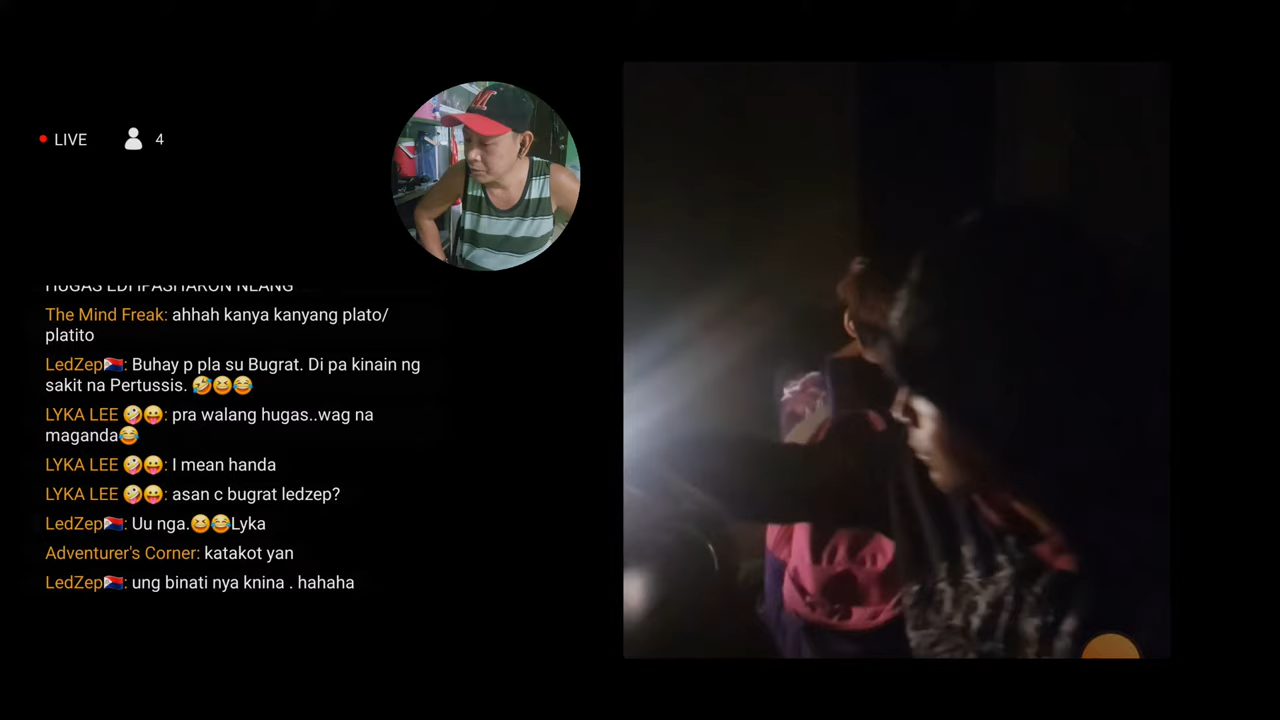 LIVE 4
The Mind Freak: ahhah kanya kanyang plato/
platito
LedZep🇵🇭: Buhay p pla su Bugrat. Di pa kinain ng
sakit na Pertussis. 🤣😆😂
LYKA LEE 🤪😜: pra walang hugas..wag na
maganda😂
LYKA LEE 🤪😜: I mean handa
LYKA LEE 🤪😜: asan c bugrat ledzep?
LedZep🇵🇭: Uu nga.😆😂Lyka
Adventurer's Corner: katakot yan
LedZep🇵🇭: ung binati nya knina . hahaha